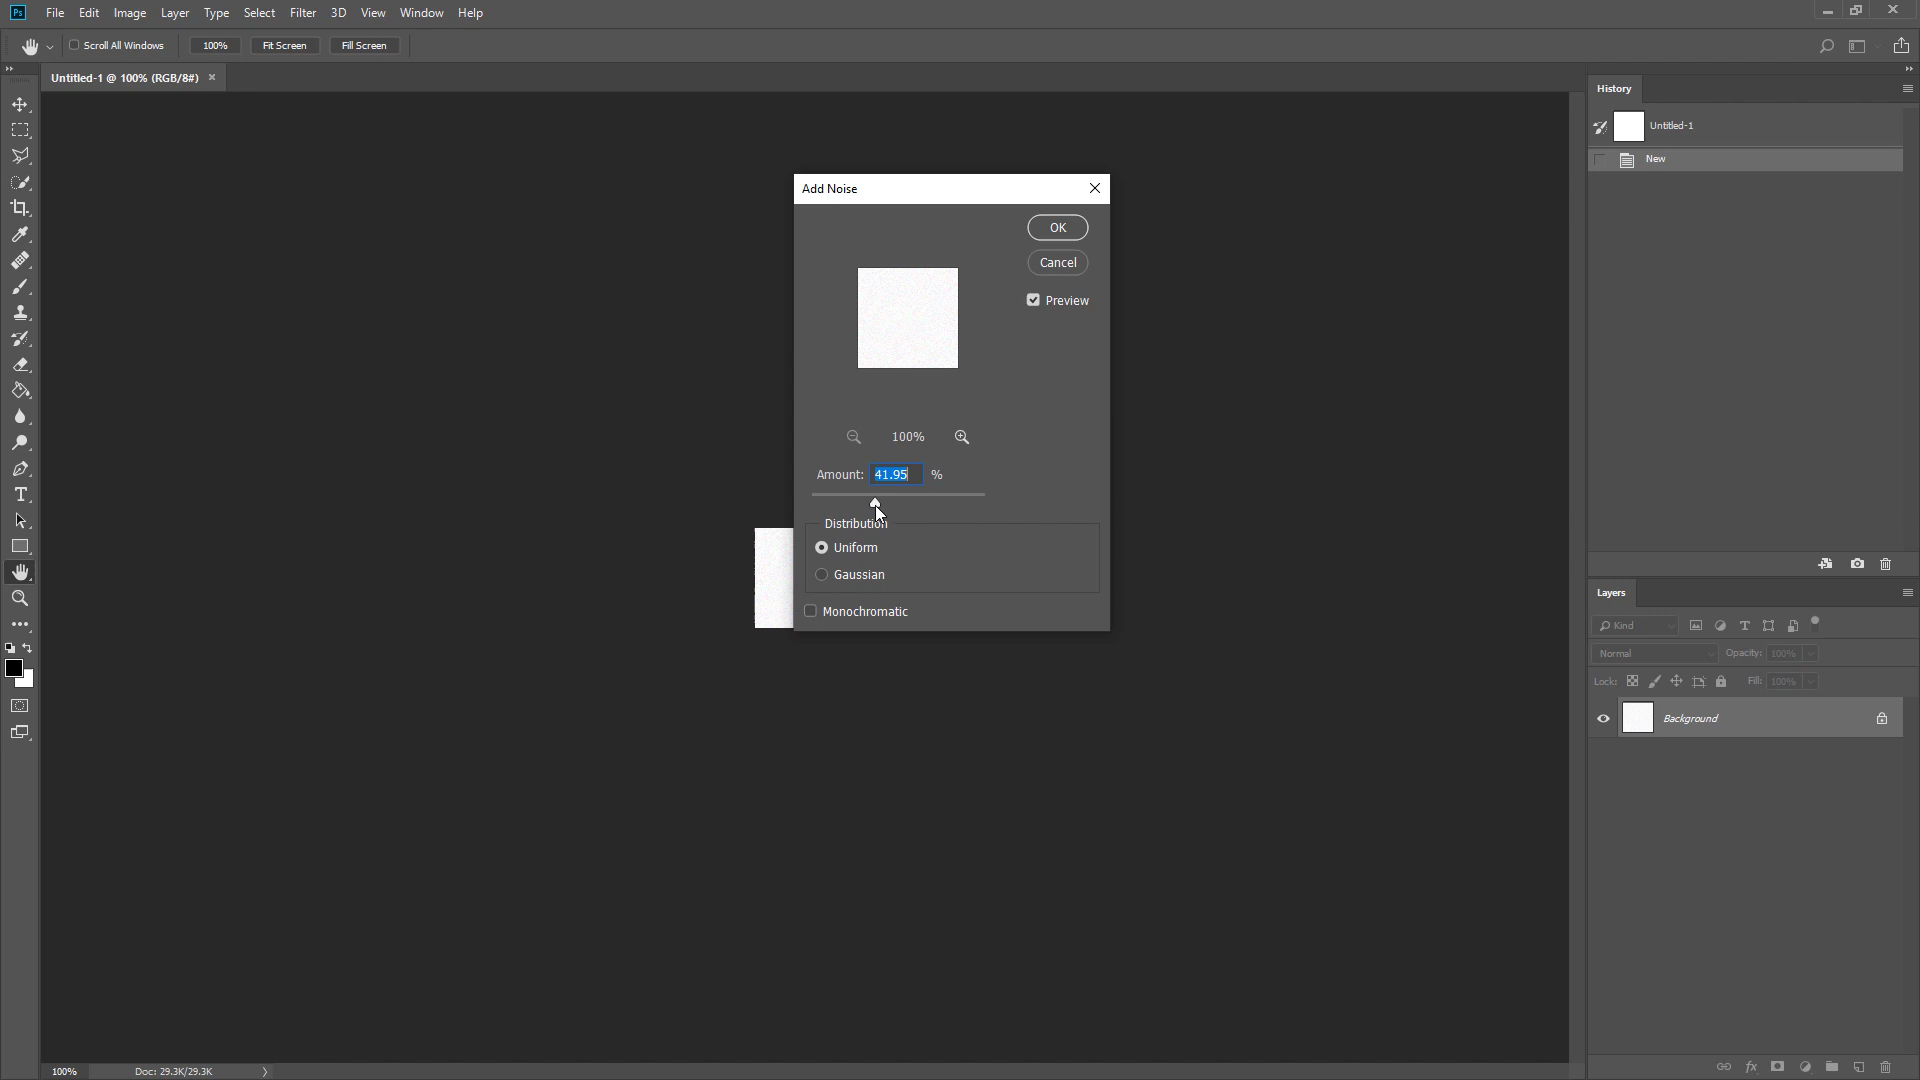 Ps File Edit Image Layer Type Select Filter 3D View Window Help
Scroll All Windows 100% Fit Screen Fill Screen
Untitled-1 @ 100% (RGB/8#) ×
History
Untitled-1
New
Add Noise
OK
Cancel
Preview
100%
Amount: 41.95 %
Distribution
Uniform
Gaussian
Monochromatic
Layers
Kind
Normal Opacity: 100%
Lock: Fill: 100%
Background
100% Doc: 29.3K/29.3K